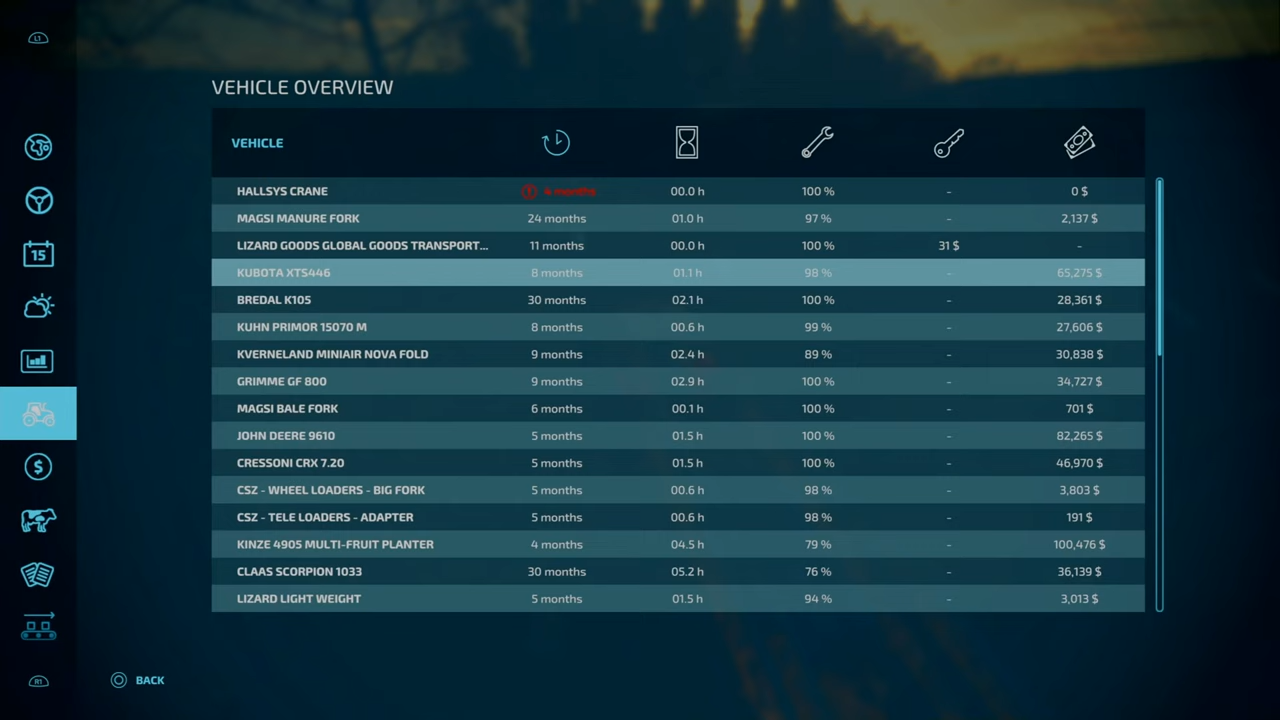 L1
VEHICLE OVERVIEW
VEHICLE
HALLSYS CRANE 4 months 00.0 h 100 % - 0 $
MAGSI MANURE FORK 24 months 01.0 h 97 % - 2,137 $
LIZARD GOODS GLOBAL GOODS TRANSPORT... 11 months 00.0 h 100 % 31 $ -
KUBOTA XTS446 8 months 01.1 h 98 % - 65,275 $
BREDAL K105 30 months 02.1 h 100 % - 28,361 $
15
KUHN PRIMOR 15070 M 8 months 00.6 h 99 % - 27,606 $
KVERNELAND MINIAIR NOVA FOLD 9 months 02.4 h 89 % - 30,838 $
GRIMME GF 800 9 months 02.9 h 100 % - 34,727 $
MAGSI BALE FORK 6 months 00.1 h 100 % - 701 $
JOHN DEERE 9610 5 months 01.5 h 100 % - 82,265 $
CRESSONI CRX 7.20 5 months 01.5 h 100 % - 46,970 $
$
CSZ - WHEEL LOADERS - BIG FORK 5 months 00.6 h 98 % - 3,803 $
CSZ - TELE LOADERS - ADAPTER 5 months 00.6 h 98 % - 191 $
KINZE 4905 MULTI-FRUIT PLANTER 4 months 04.5 h 79 % - 100,476 $
CLAAS SCORPION 1033 30 months 05.2 h 76 % - 36,139 $
LIZARD LIGHT WEIGHT 5 months 01.5 h 94 % - 3,013 $
R1
BACK